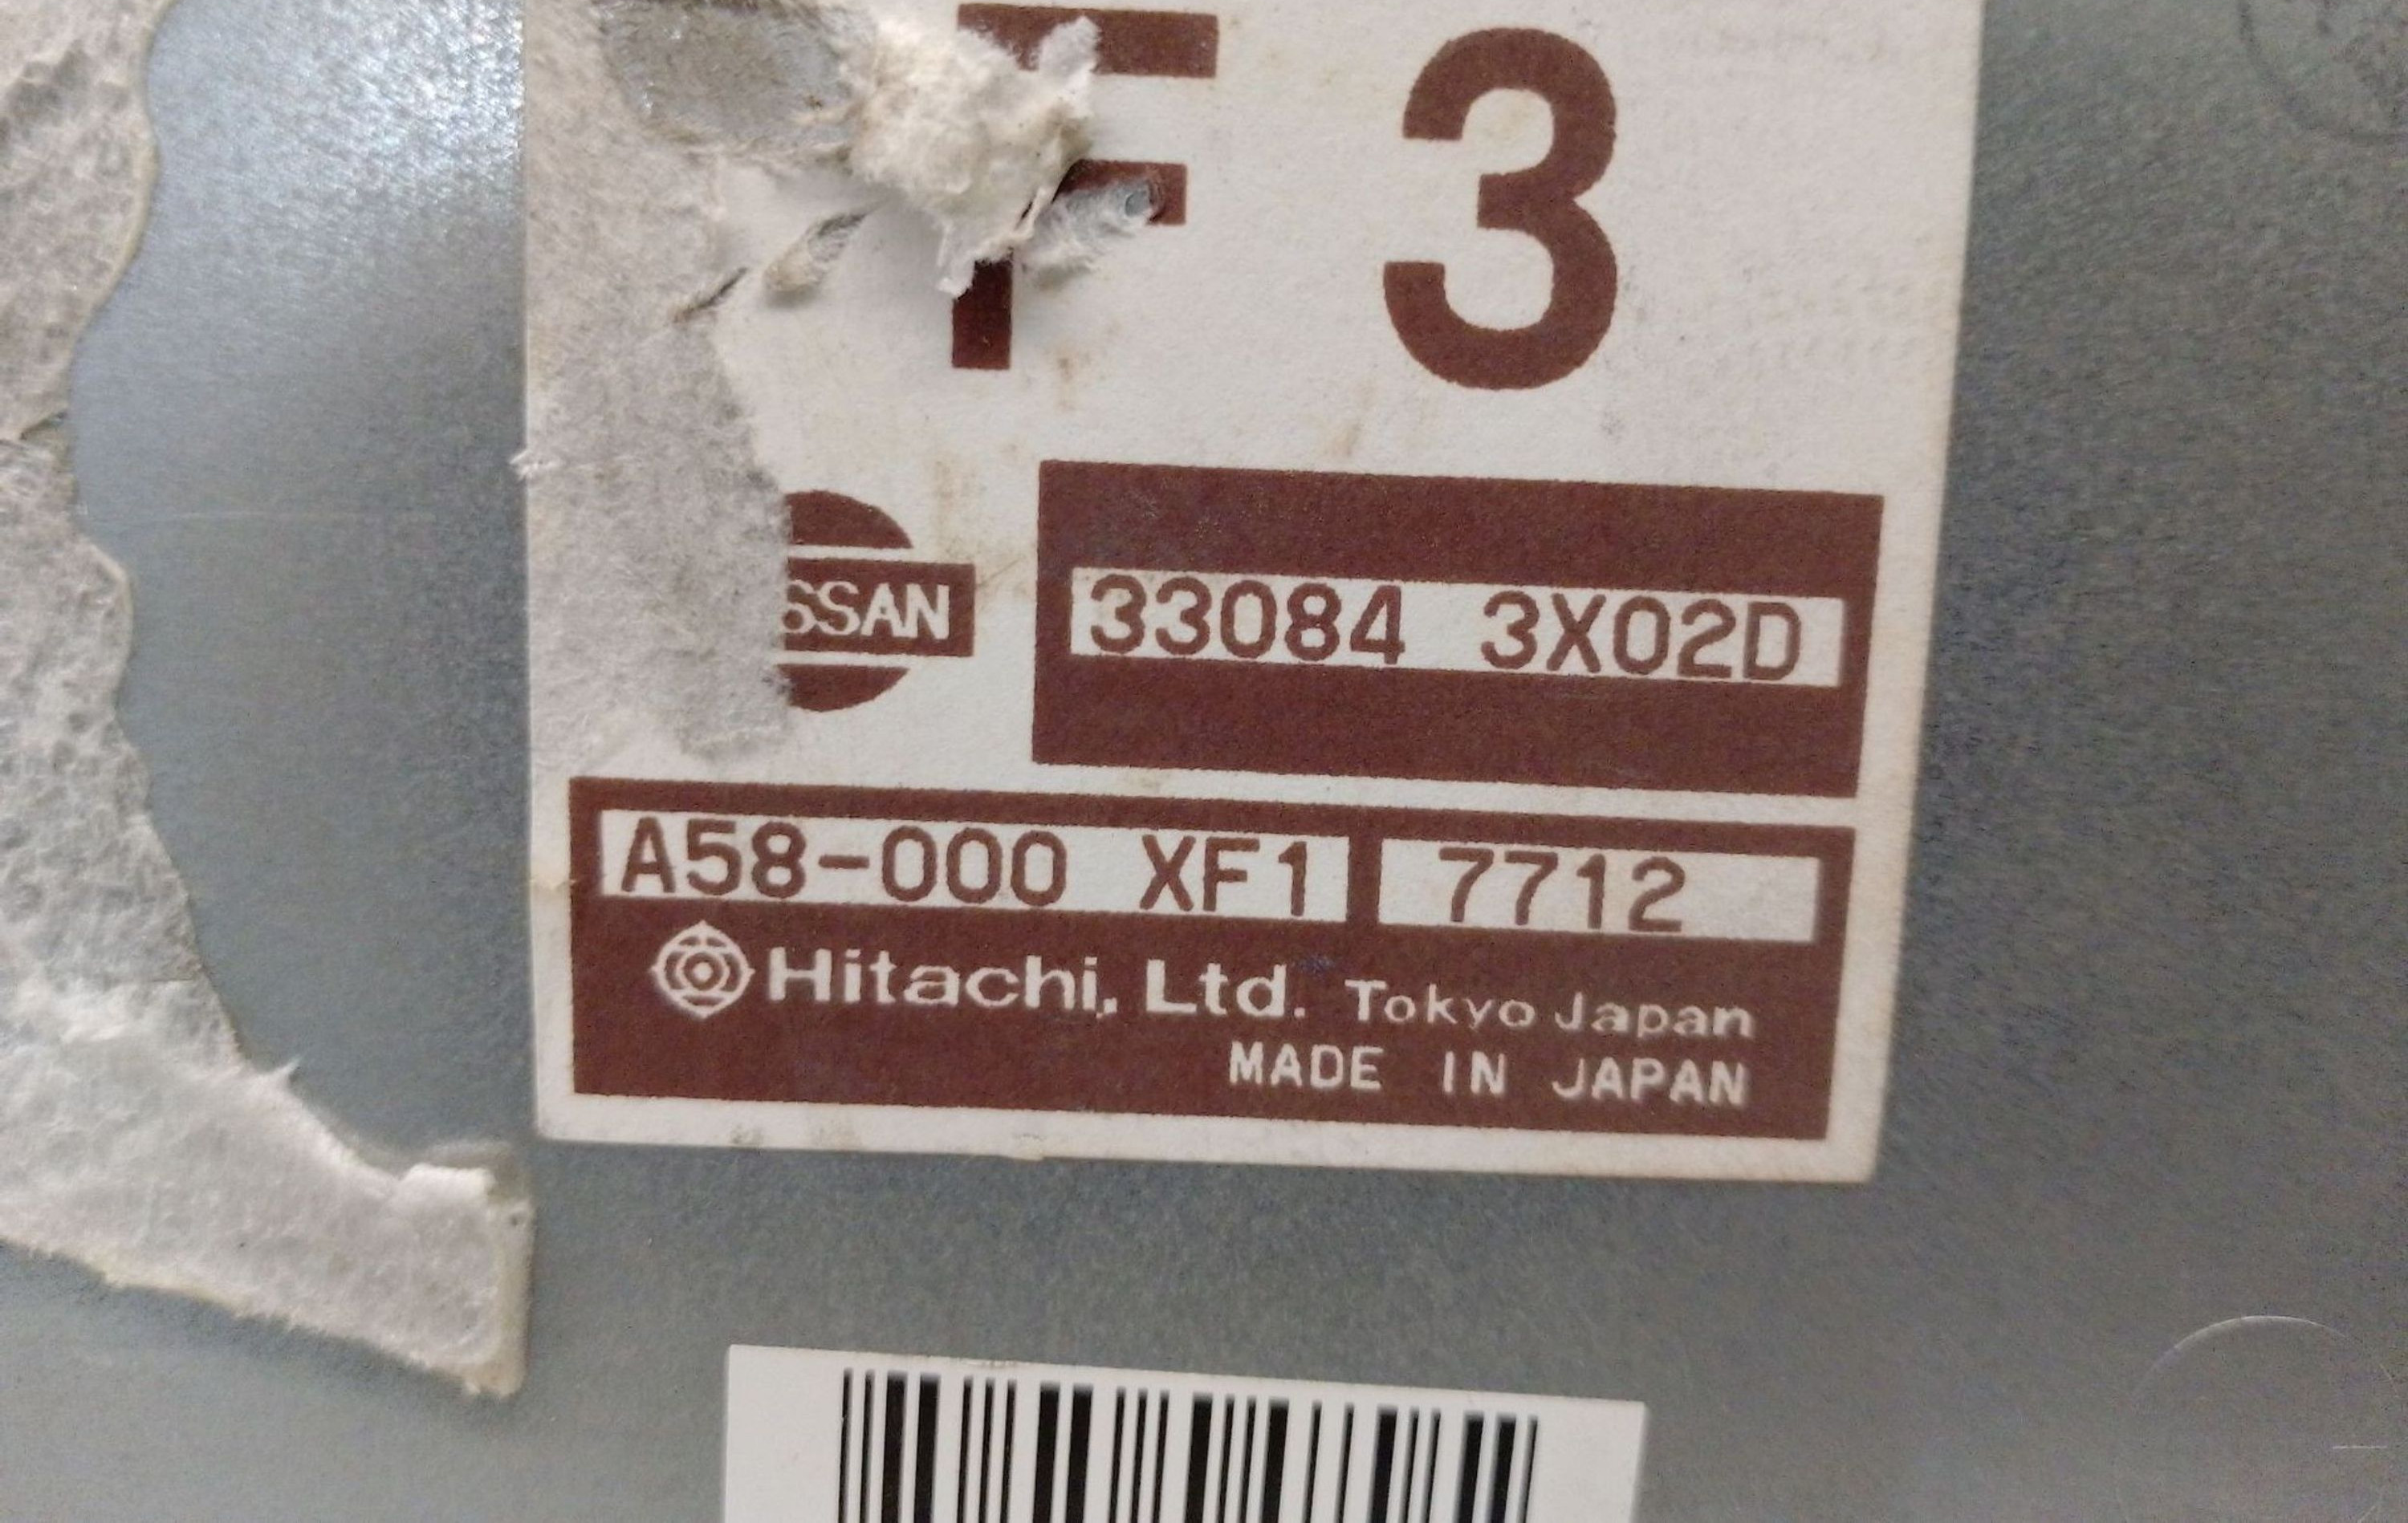 F 3
SSAN
33084 3X02D
A58-000 XF1 7712
Hitachi, Ltd. Tokyo Japan
MADE IN JAPAN